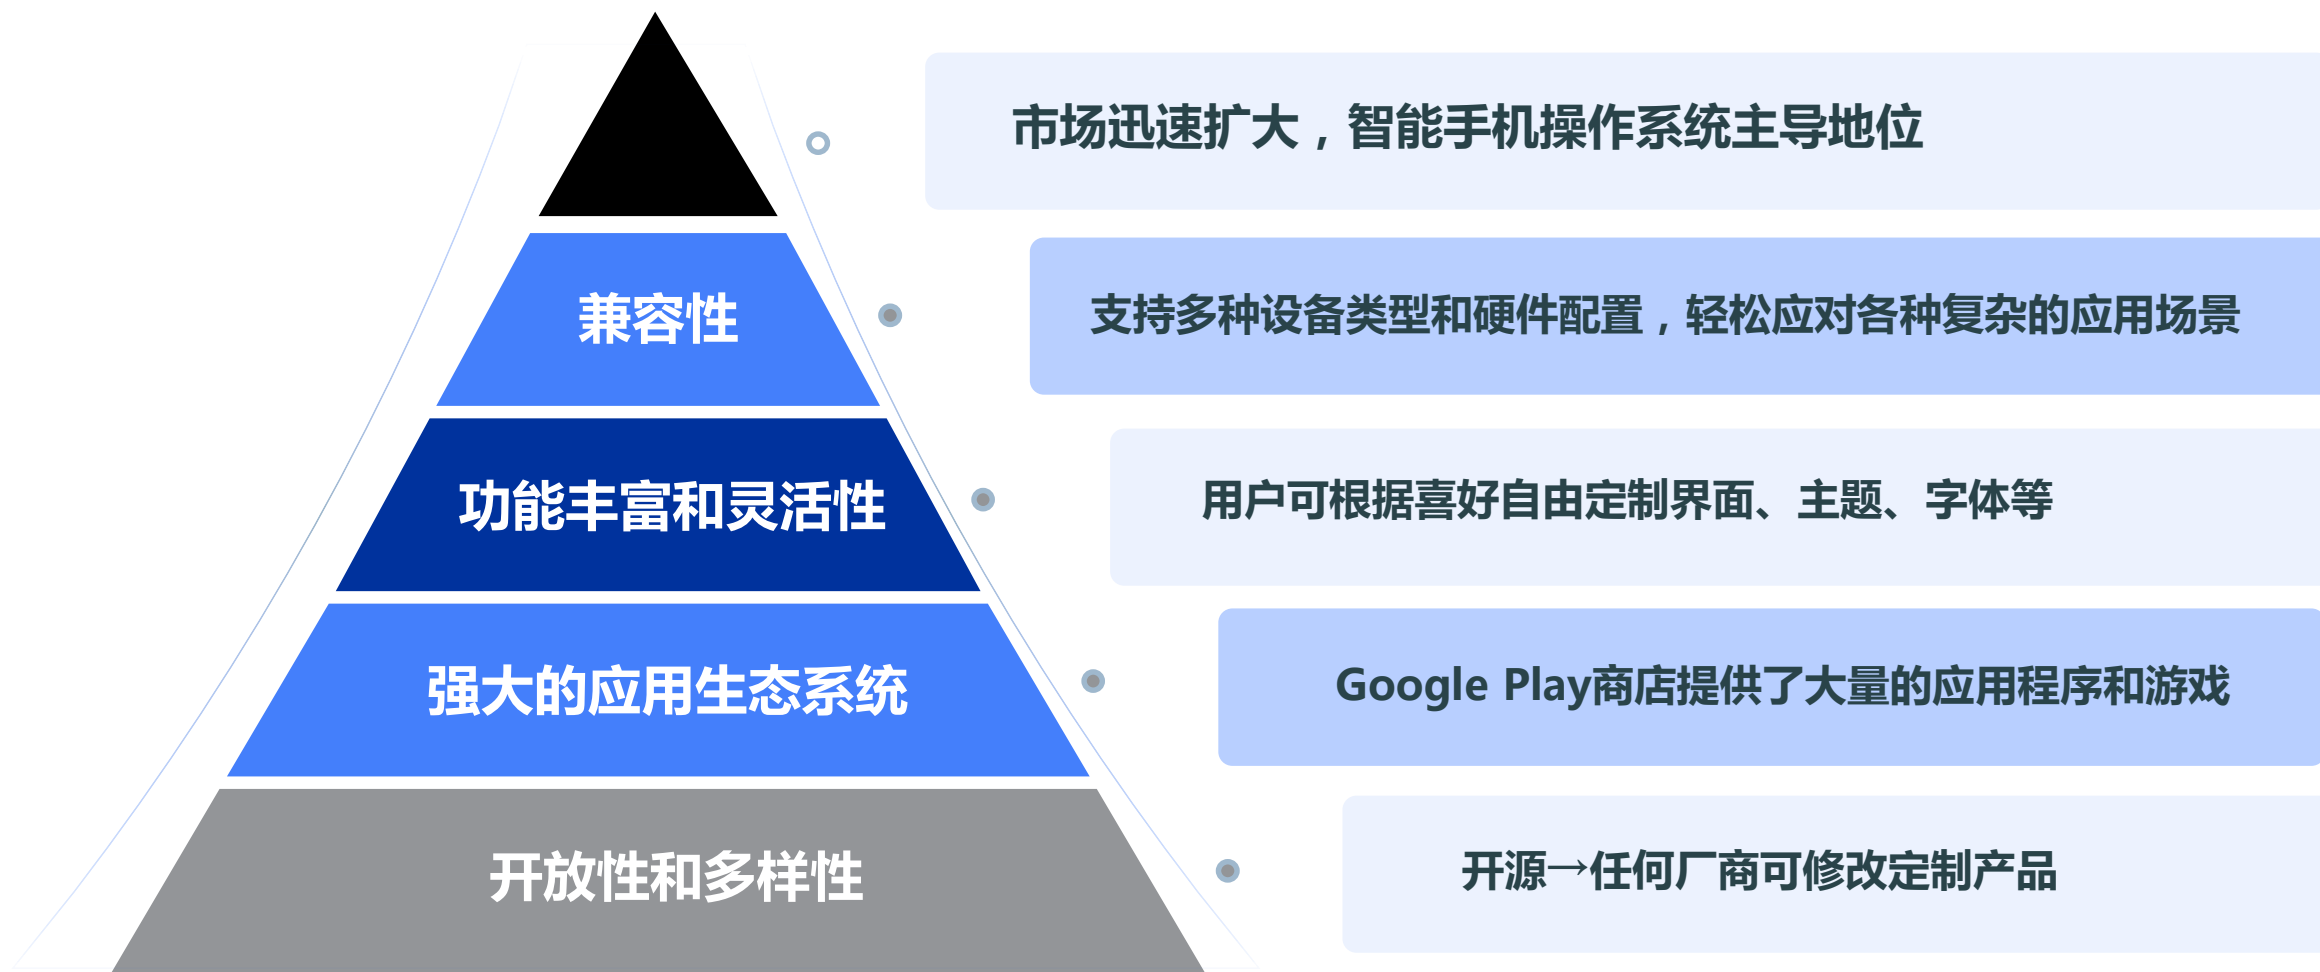 市场迅速扩大，智能手机操作系统主导地位
兼容性
支持多种设备类型和硬件配置，轻松应对各种复杂的应用场景
功能丰富和灵活性
用户可根据喜好自由定制界面、主题、字体等
强大的应用生态系统
Google Play商店提供了大量的应用程序和游戏
开放性和多样性
开源→任何厂商可修改定制产品